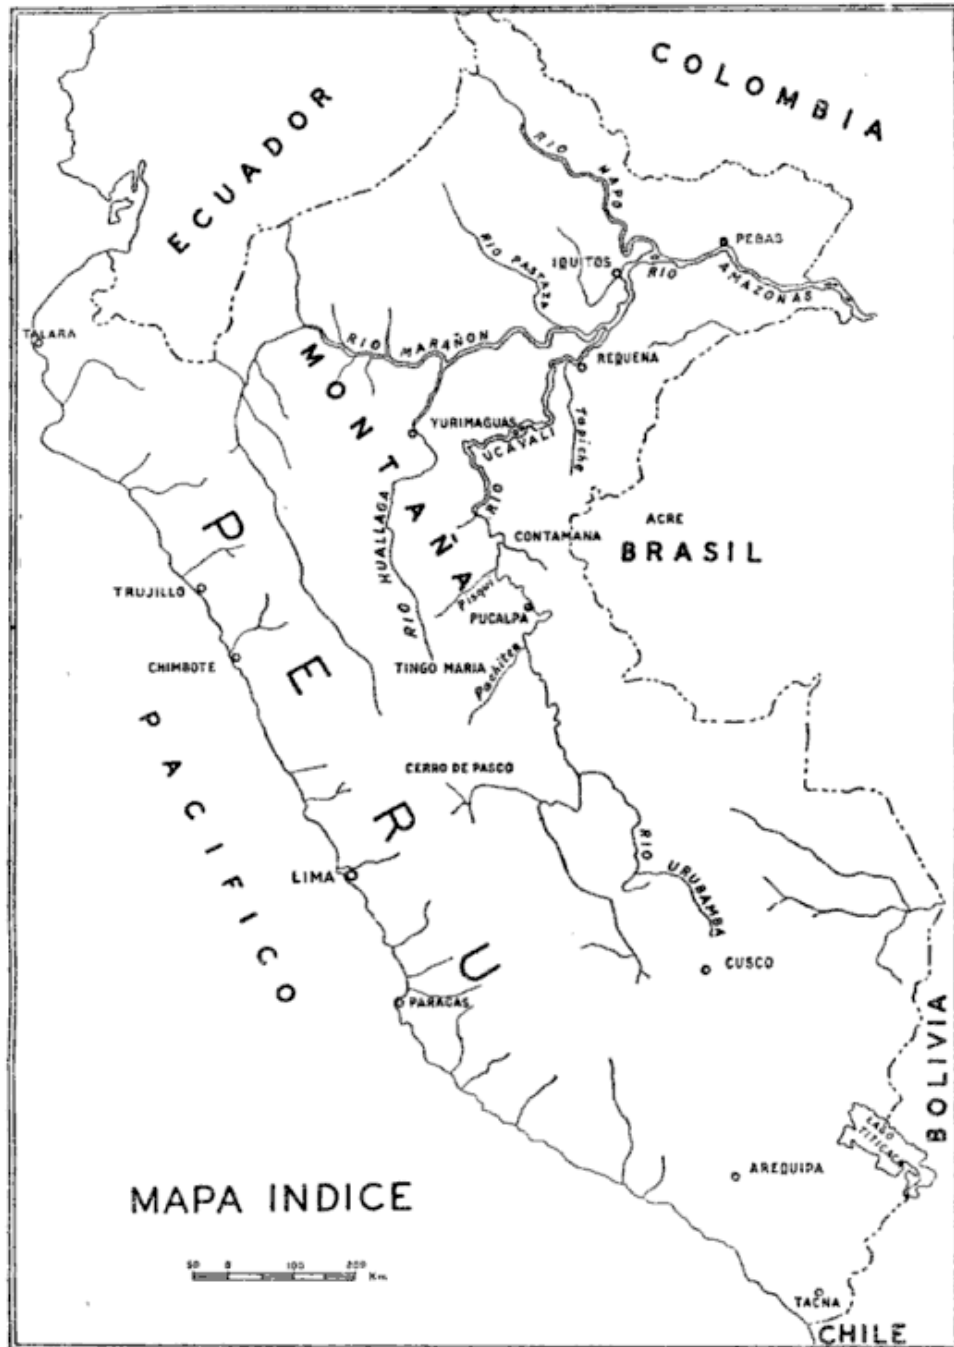 COLOMBIA
ECUADOR
RIO NAPO
PEBAS
RIO PASTAZA
IQUITOS
RIO AMAZONAS
TALARA
RIO MARAÑON
REQUENA
MONTAÑA
YURIMAGUAS
UCAYALI
RIO
Tapiche
HUALLAGA
RIO
ACRE
BRASIL
CONTAMANA
Pisqui
TRUJILLO
PUCALPA
CHIMBOTE
TINGO MARIA
Pachitea
PERU
PACIFICO
CERRO DE PASCO
RIO URUBAMBA
LIMA
CUSCO
PARACAS
BOLIVIA
LAGO
TITICACA
AREQUIPA
MAPA INDICE
50 0 100 200
Km.
TACNA
CHILE